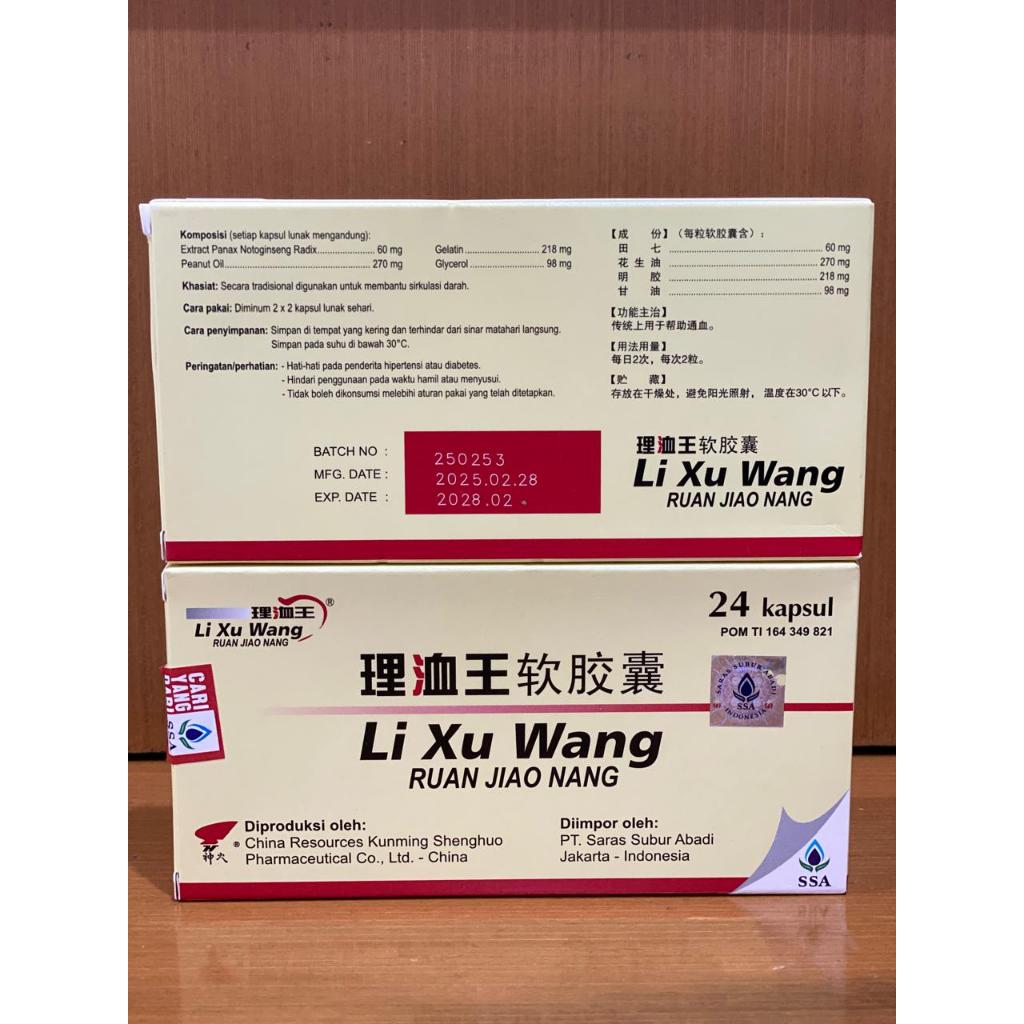 Komposisi (setiap kapsul lunak mengandung):
Extract Panax Notoginseng Radix.................. 60 mg
Peanut Oil.................................................. 270 mg
Gelatin ........................... 218 mg
Glycerol .......................... 98 mg
Khasiat: Secara tradisional digunakan untuk membantu sirkulasi darah.
Cara pakai: Diminum 2 x 2 kapsul lunak sehari.
Cara penyimpanan: Simpan di tempat yang kering dan terhindar dari sinar matahari langsung.
Simpan pada suhu di bawah 30°C.
Peringatan/perhatian: - Hati-hati pada penderita hipertensi atau diabetes.
- Hindari penggunaan pada waktu hamil atau menyusui.
- Tidak boleh dikonsumsi melebihi aturan pakai yang telah ditetapkan.
【成 份】（每粒软胶囊含）:
田 七 .................................................. 60 mg
花 生 油 .................................................. 270 mg
明 胶 .................................................. 218 mg
甘 油 .................................................. 98 mg
【功能主治】
传统上用于帮助通血。
【用法用量】
每日2次，每次2粒。
【贮 藏】
存放在干燥处，避免阳光照射， 温度在30°C 以下。
BATCH NO : 250253
MFG. DATE : 2025.02.28
EXP. DATE : 2028.02
理洫王软胶囊
Li Xu Wang
RUAN JIAO NANG
理洫王®
Li Xu Wang
RUAN JIAO NANG
24 kapsul
POM TI 164 349 821
理洫王软胶囊
Li Xu Wang
RUAN JIAO NANG
SARAS SUBUR ABADI
SSA
INDONESIA
CARI
YANG
SSA
Diproduksi oleh:
China Resources Kunming Shenghuo
Pharmaceutical Co., Ltd. - China
®
神火
Diimpor oleh:
PT. Saras Subur Abadi
Jakarta - Indonesia
SSA